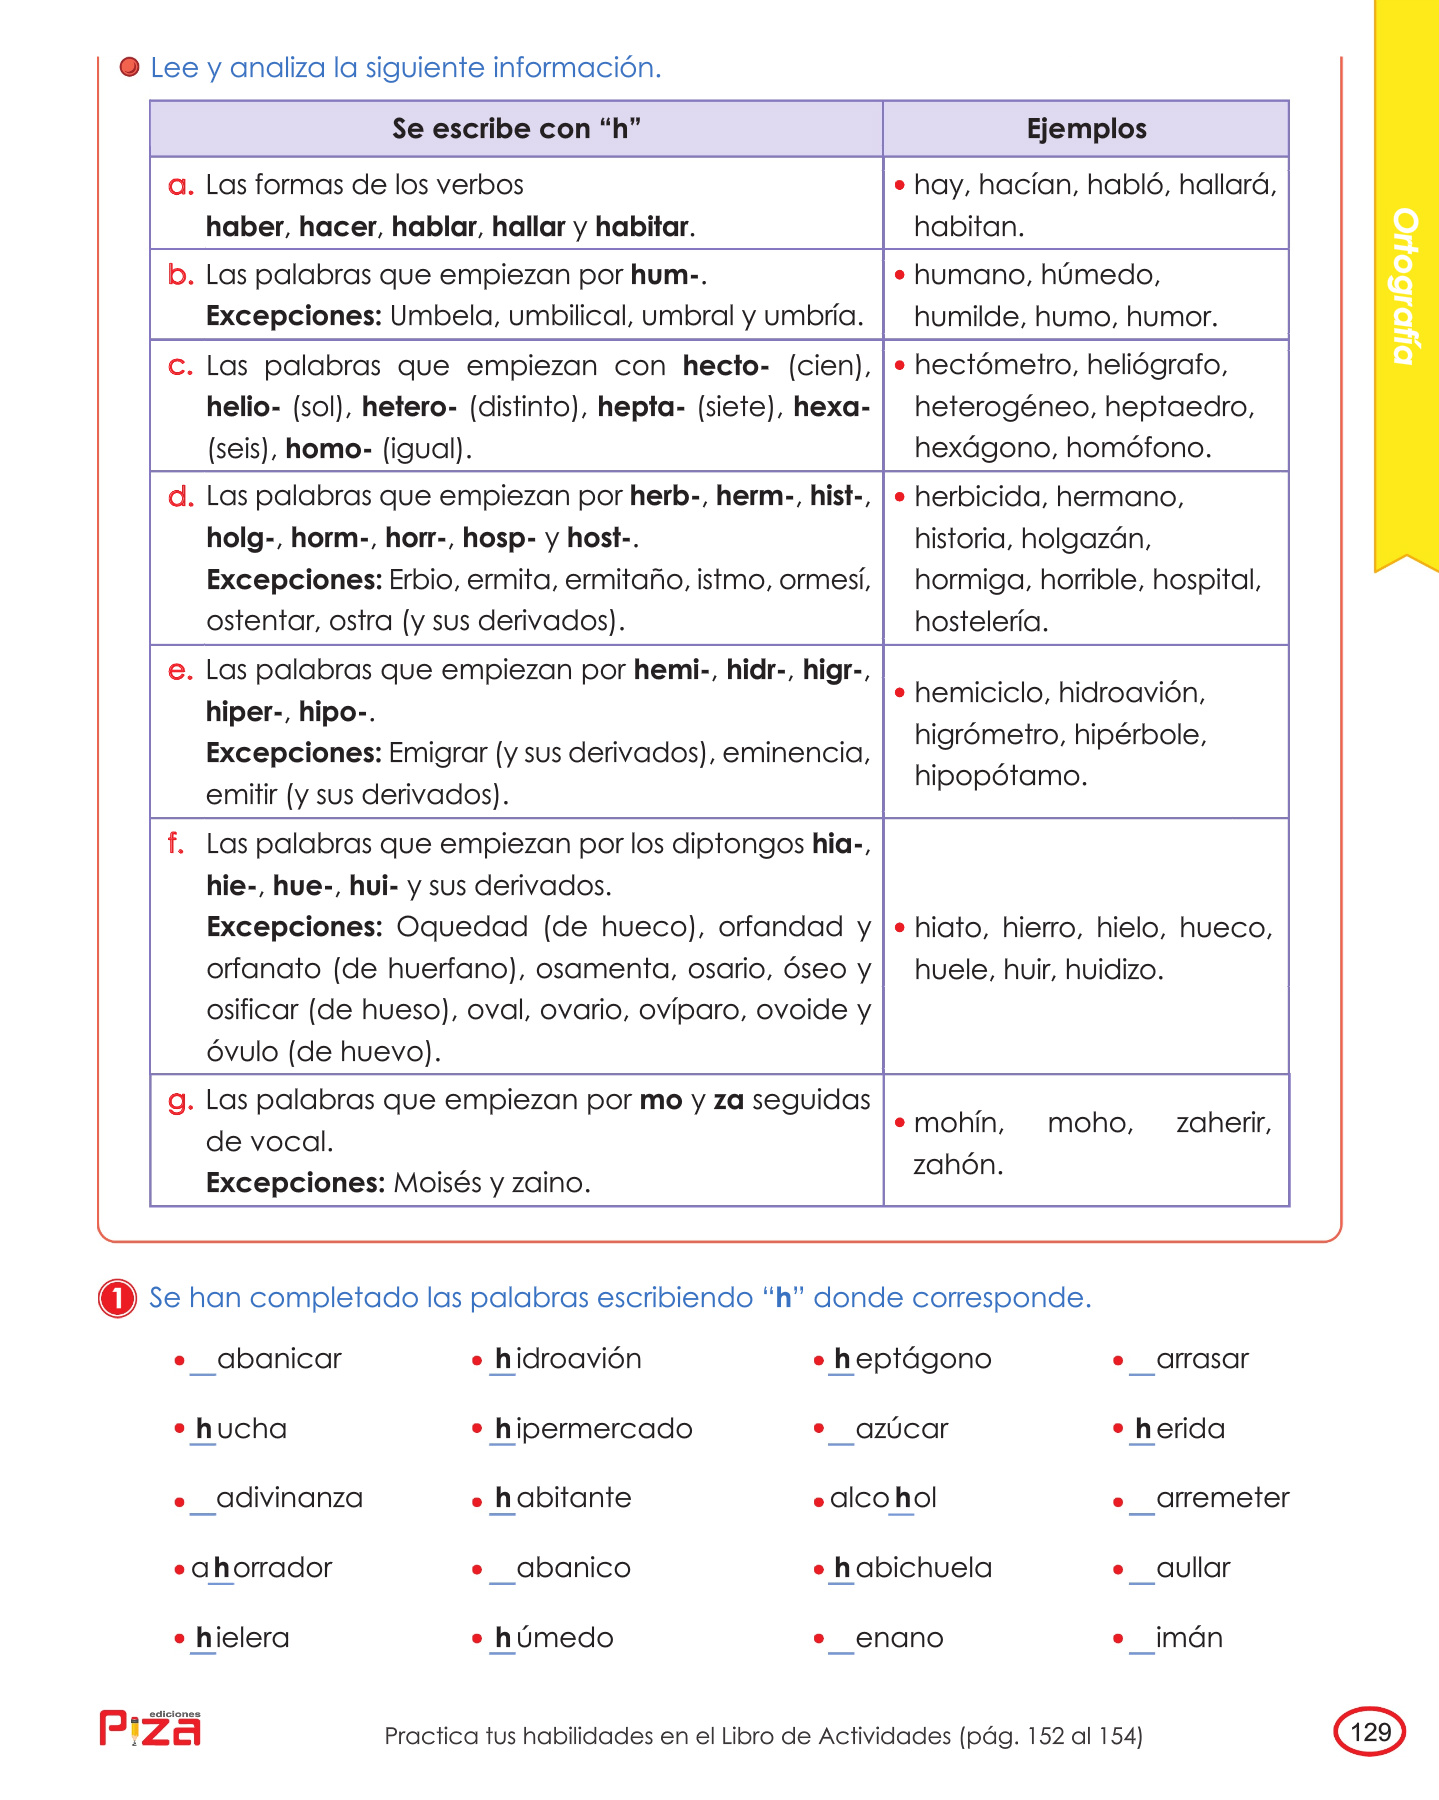 Lee y analiza la siguiente información.
Se escribe con “h”
Ejemplos
a. Las formas de los verbos
haber, hacer, hablar, hallar y habitar.
• hay, hacían, habló, hallará,
habitan.
b. Las palabras que empiezan por hum-.
Excepciones: Umbela, umbilical, umbral y umbría.
• humano, húmedo,
humilde, humo, humor.
c. Las palabras que empiezan con hecto- (cien),
helio- (sol), hetero- (distinto), hepta- (siete), hexa-
(seis), homo- (igual).
• hectómetro, heliógrafo,
heterogéneo, heptaedro,
hexágono, homófono.
d. Las palabras que empiezan por herb-, herm-, hist-,
holg-, horm-, horr-, hosp- y host-.
Excepciones: Erbio, ermita, ermitaño, istmo, ormesí,
ostentar, ostra (y sus derivados).
• herbicida, hermano,
historia, holgazán,
hormiga, horrible, hospital,
hostelería.
e. Las palabras que empiezan por hemi-, hidr-, higr-,
hiper-, hipo-.
Excepciones: Emigrar (y sus derivados), eminencia,
emitir (y sus derivados).
• hemiciclo, hidroavión,
higrómetro, hipérbole,
hipopótamo.
f. Las palabras que empiezan por los diptongos hia-,
hie-, hue-, hui- y sus derivados.
Excepciones: Oquedad (de hueco), orfandad y
orfanato (de huerfano), osamenta, osario, óseo y
osificar (de hueso), oval, ovario, ovíparo, ovoide y
óvulo (de huevo).
• hiato, hierro, hielo, hueco,
huele, huir, huidizo.
g. Las palabras que empiezan por mo y za seguidas
de vocal.
Excepciones: Moisés y zaino.
• mohín, moho, zaherir,
zahón.
Ortografía
1 Se han completado las palabras escribiendo “h” donde corresponde.
• __abanicar • hidroavión • heptágono • __arrasar
• hucha • hipermercado • __azúcar • herida
• __adivinanza • habitante • alcohol • __arremeter
• ahorrador • __abanico • habichuela • __aullar
• hielera • húmedo • __enano • __imán
ediciones
Piza
Practica tus habilidades en el Libro de Actividades (pág. 152 al 154)
129